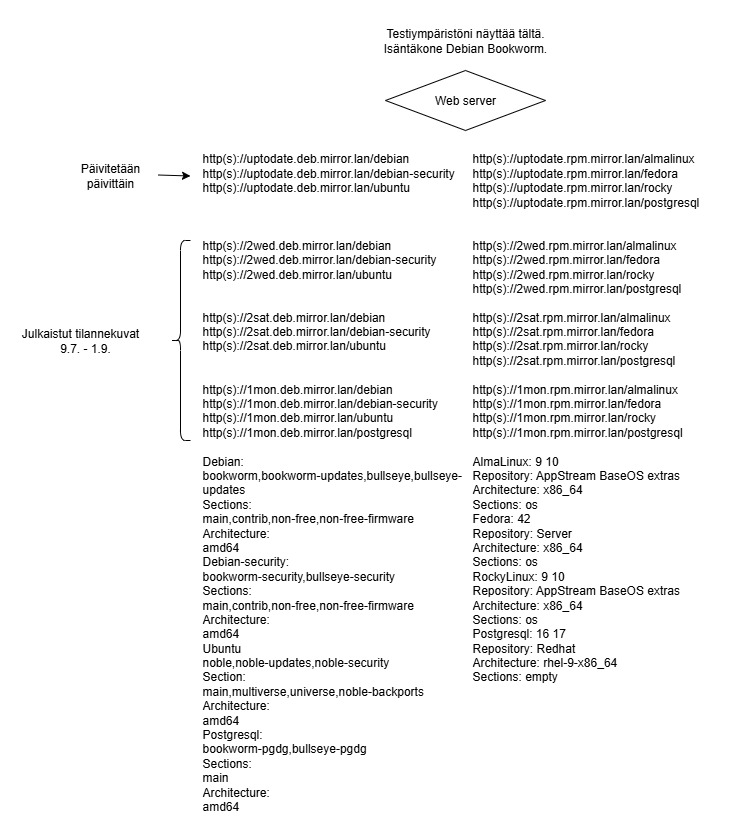 Testiympäristöni näyttää tältä.
Isäntäkone Debian Bookworm.
Web server
Päivitetään
päivittäin
http(s)://uptodate.deb.mirror.lan/debian
http(s)://uptodate.deb.mirror.lan/debian-security
http(s)://uptodate.deb.mirror.lan/ubuntu
http(s)://uptodate.rpm.mirror.lan/almalinux
http(s)://uptodate.rpm.mirror.lan/fedora
http(s)://uptodate.rpm.mirror.lan/rocky
http(s)://uptodate.rpm.mirror.lan/postgresql
Julkaistut tilannekuvat
9.7. - 1.9.
http(s)://2wed.deb.mirror.lan/debian
http(s)://2wed.deb.mirror.lan/debian-security
http(s)://2wed.deb.mirror.lan/ubuntu
http(s)://2sat.deb.mirror.lan/debian
http(s)://2sat.deb.mirror.lan/debian-security
http(s)://2sat.deb.mirror.lan/ubuntu
http(s)://1mon.deb.mirror.lan/debian
http(s)://1mon.deb.mirror.lan/debian-security
http(s)://1mon.deb.mirror.lan/ubuntu
http(s)://1mon.deb.mirror.lan/postgresql
http(s)://2wed.rpm.mirror.lan/almalinux
http(s)://2wed.rpm.mirror.lan/fedora
http(s)://2wed.rpm.mirror.lan/rocky
http(s)://2wed.rpm.mirror.lan/postgresql
http(s)://2sat.rpm.mirror.lan/almalinux
http(s)://2sat.rpm.mirror.lan/fedora
http(s)://2sat.rpm.mirror.lan/rocky
http(s)://2sat.rpm.mirror.lan/postgresql
http(s)://1mon.rpm.mirror.lan/almalinux
http(s)://1mon.rpm.mirror.lan/fedora
http(s)://1mon.rpm.mirror.lan/rocky
http(s)://1mon.rpm.mirror.lan/postgresql
Debian:
bookworm,bookworm-updates,bullseye,bullseye-
updates
Sections:
main,contrib,non-free,non-free-firmware
Architecture:
amd64
Debian-security:
bookworm-security,bullseye-security
Sections:
main,contrib,non-free,non-free-firmware
Architecture:
amd64
Ubuntu
noble,noble-updates,noble-security
Section:
main,multiverse,universe,noble-backports
Architecture:
amd64
Postgresql:
bookworm-pgdg,bullseye-pgdg
Sections:
main
Architecture:
amd64
AlmaLinux: 9 10
Repository: AppStream BaseOS extras
Architecture: x86_64
Sections: os
Fedora: 42
Repository: Server
Architecture: x86_64
Sections: os
RockyLinux: 9 10
Repository: AppStream BaseOS extras
Architecture: x86_64
Sections: os
Postgresql: 16 17
Repository: Redhat
Architecture: rhel-9-x86_64
Sections: empty